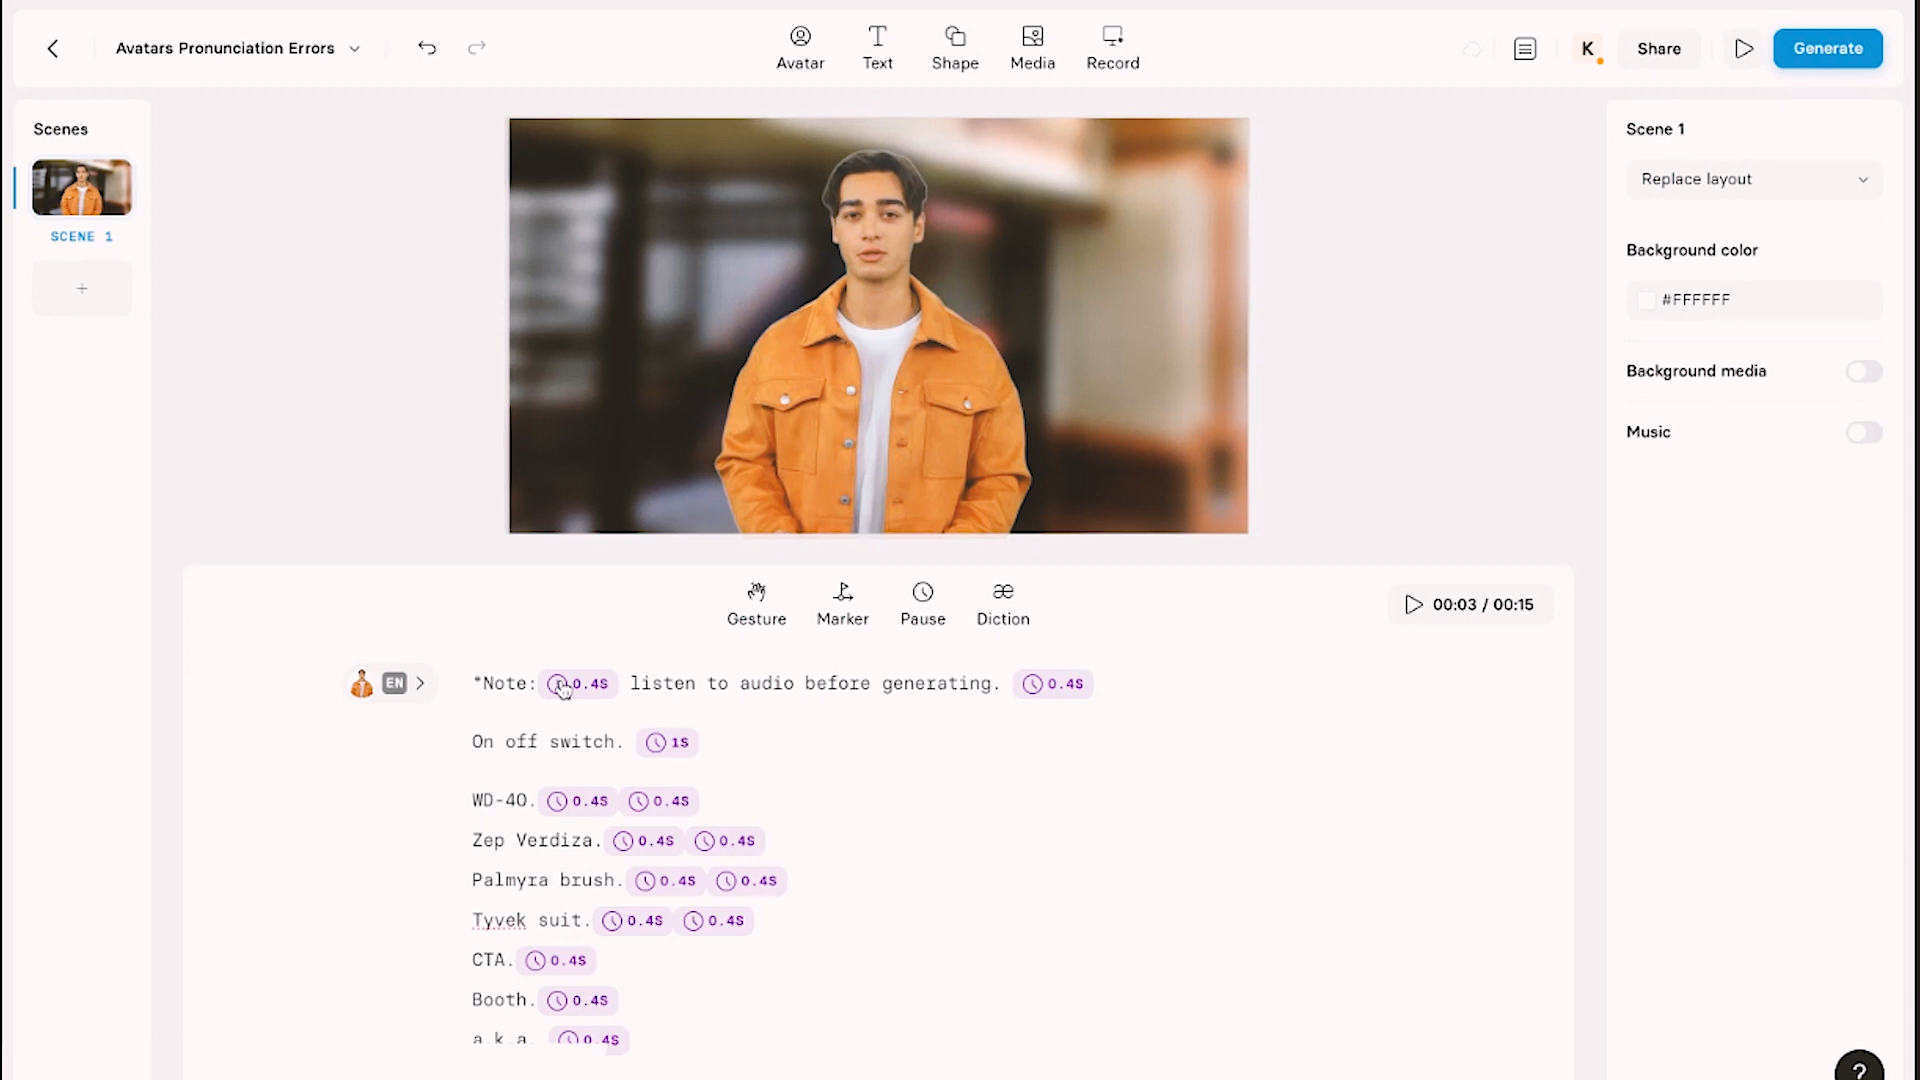 Avatars Pronunciation Errors
Avatar
Text
Shape
Media
Record
K
Share
Generate
Scenes
SCENE 1
+
Scene 1
Replace layout
Background color
#FFFFFF
Background media
Music
Gesture
Marker
Pause
æ
Diction
00:03 / 00:15
EN
*Note: 0.4S listen to audio before generating. 0.4S
On off switch. 1S
WD-40. 0.4S 0.4S
Zep Verdiza. 0.4S 0.4S
Palmyra brush. 0.4S 0.4S
Tyvek suit. 0.4S 0.4S
CTA. 0.4S
Booth. 0.4S
a.k.a. 0.4S
?